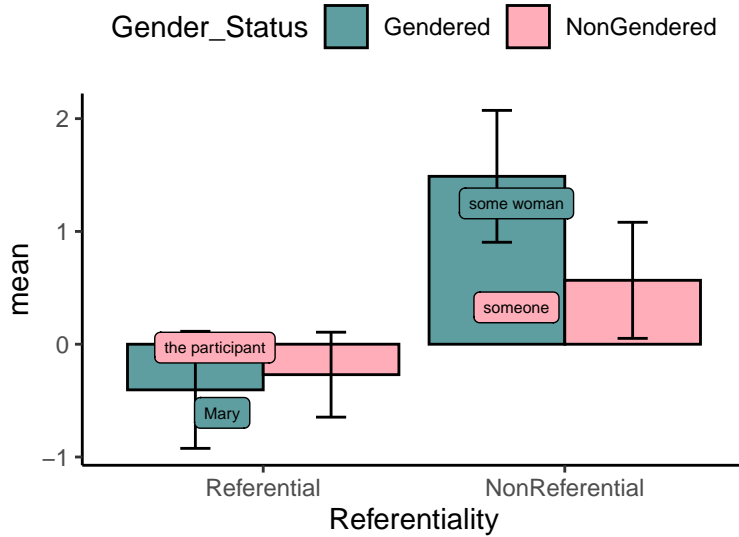 Gender_Status Gendered NonGendered
mean
2
1
0
−1
some woman
someone
the participant
Mary
Referential NonReferential
Referentiality